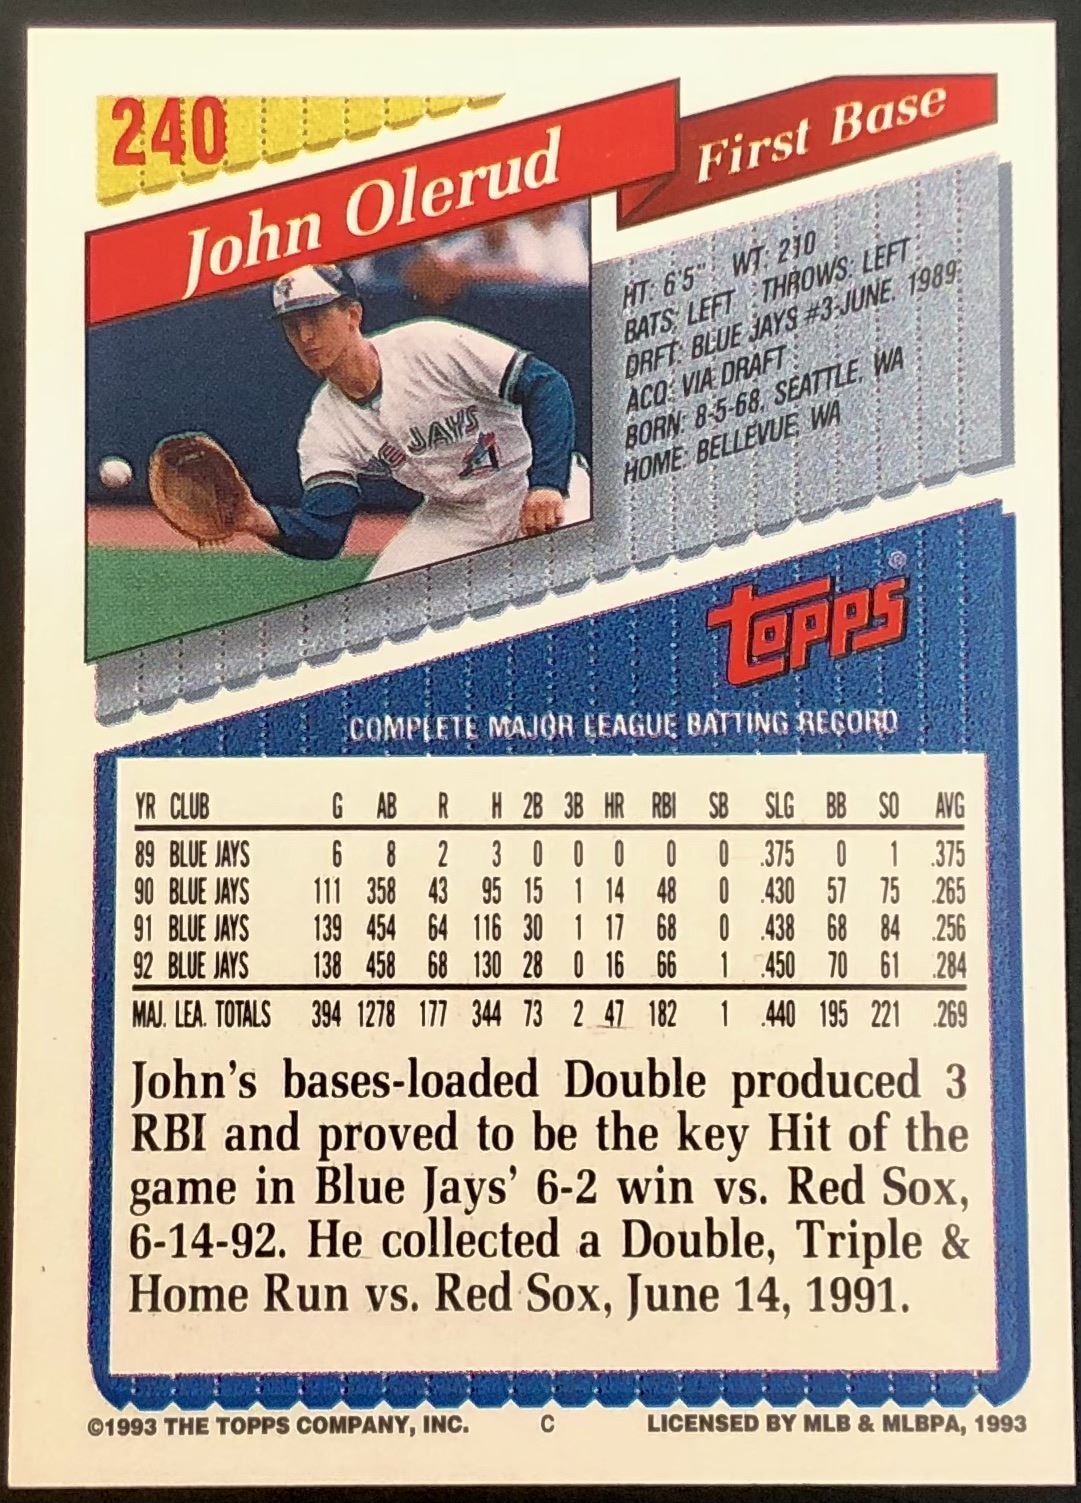 240
John Olerud
First Base
HT: 6'5" WT: 210
BATS: LEFT THROWS: LEFT
DRFT: BLUE JAYS #3-JUNE, 1989
ACQ: VIA DRAFT
BORN: 8-5-68, SEATTLE, WA
HOME: BELLEVUE, WA
JAYS
TOPPS®
COMPLETE MAJOR LEAGUE BATTING RECORD
YR CLUB G AB R H 2B 3B HR RBI SB SLG BB SO AVG
89 BLUE JAYS 6 8 2 3 0 0 0 0 0 .375 0 1 .375
90 BLUE JAYS 111 358 43 95 15 1 14 48 0 .430 57 75 .265
91 BLUE JAYS 139 454 64 116 30 1 17 68 0 .438 68 84 .256
92 BLUE JAYS 138 458 68 130 28 0 16 66 1 .450 70 61 .284
MAJ. LEA. TOTALS 394 1278 177 344 73 2 47 182 1 .440 195 221 .269
John's bases-loaded Double produced 3
RBI and proved to be the key Hit of the
game in Blue Jays' 6-2 win vs. Red Sox,
6-14-92. He collected a Double, Triple &
Home Run vs. Red Sox, June 14, 1991.
©1993 THE TOPPS COMPANY, INC. C LICENSED BY MLB & MLBPA, 1993